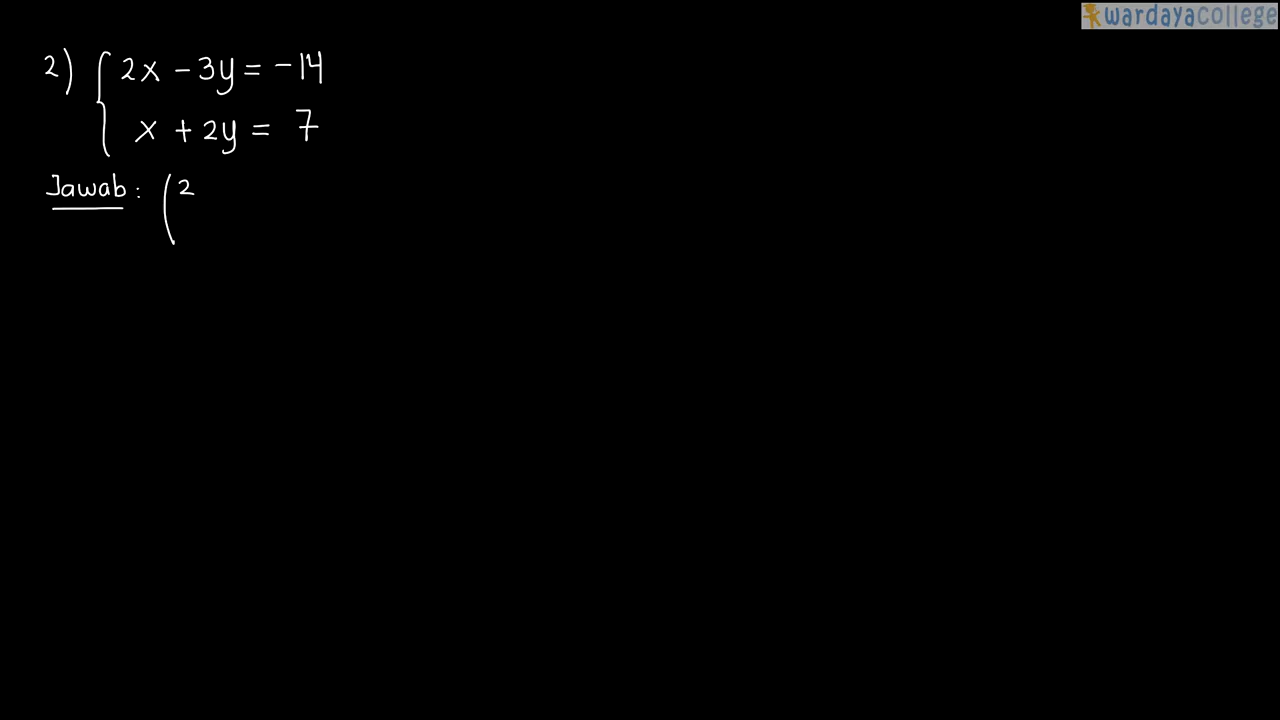 wardayacollege
2) { 2x - 3y = -14
x + 2y = 7
Jawab : ( 2